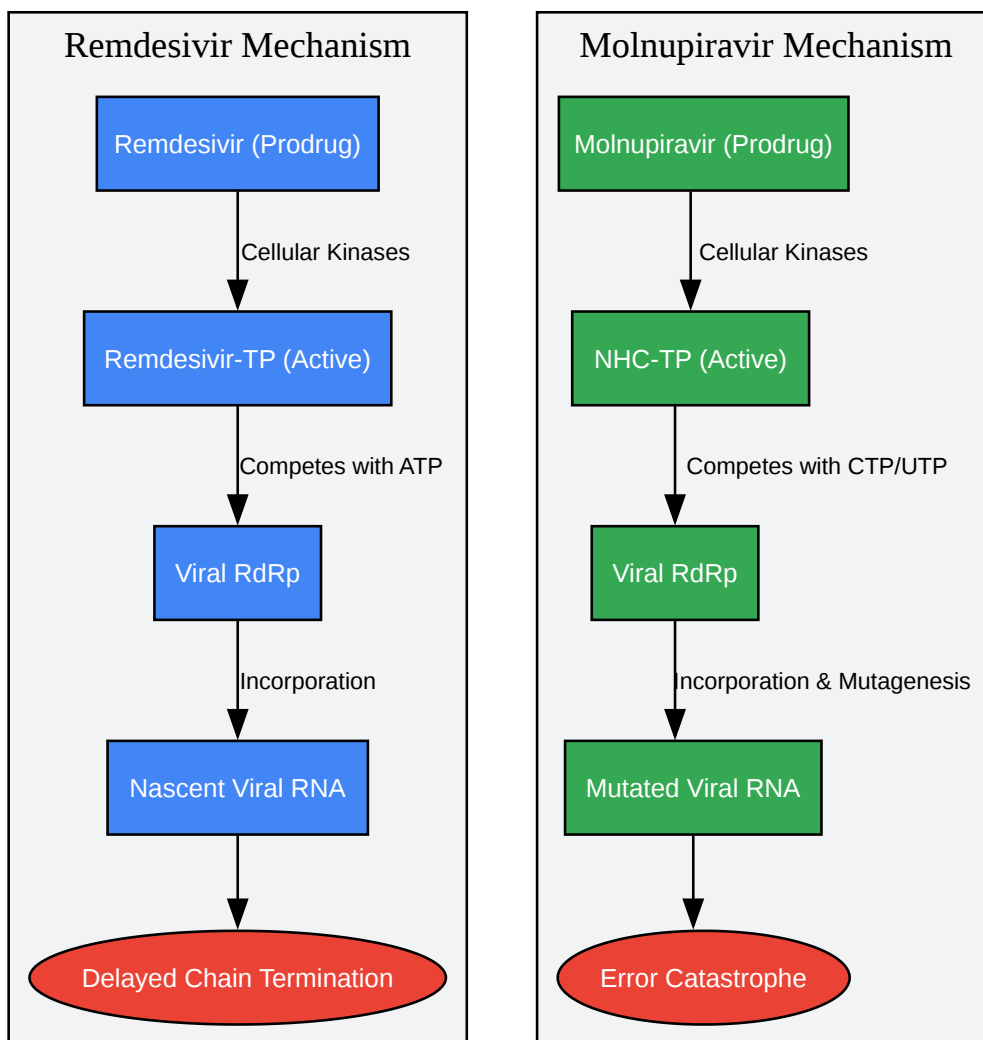 Remdesivir Mechanism
Remdesivir (Prodrug)
Cellular Kinases
Remdesivir-TP (Active)
Competes with ATP
Viral RdRp
Incorporation
Nascent Viral RNA
Delayed Chain Termination
Molnupiravir Mechanism
Molnupiravir (Prodrug)
Cellular Kinases
NHC-TP (Active)
Competes with CTP/UTP
Viral RdRp
Incorporation & Mutagenesis
Mutated Viral RNA
Error Catastrophe